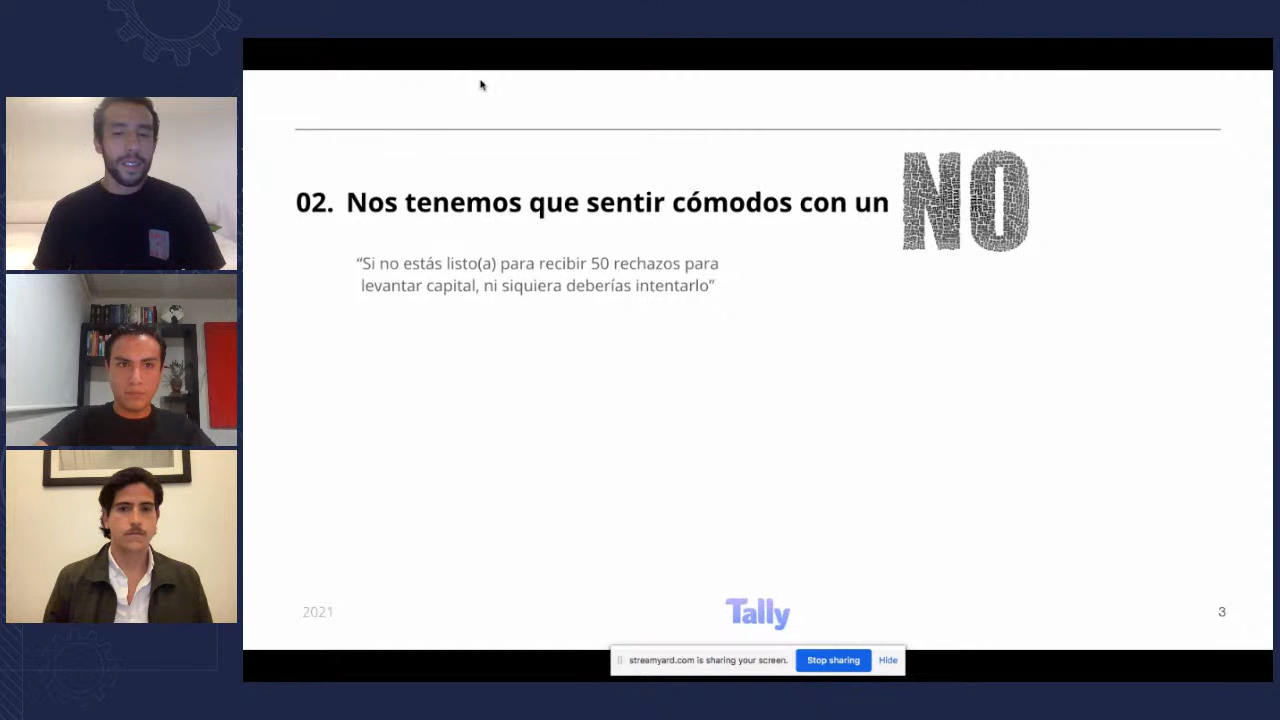 02. Nos tenemos que sentir cómodos con un NO
“Si no estás listo(a) para recibir 50 rechazos para
levantar capital, ni siquiera deberías intentarlo”
2021
Tally
3
streamyard.com is sharing your screen.
Stop sharing
Hide